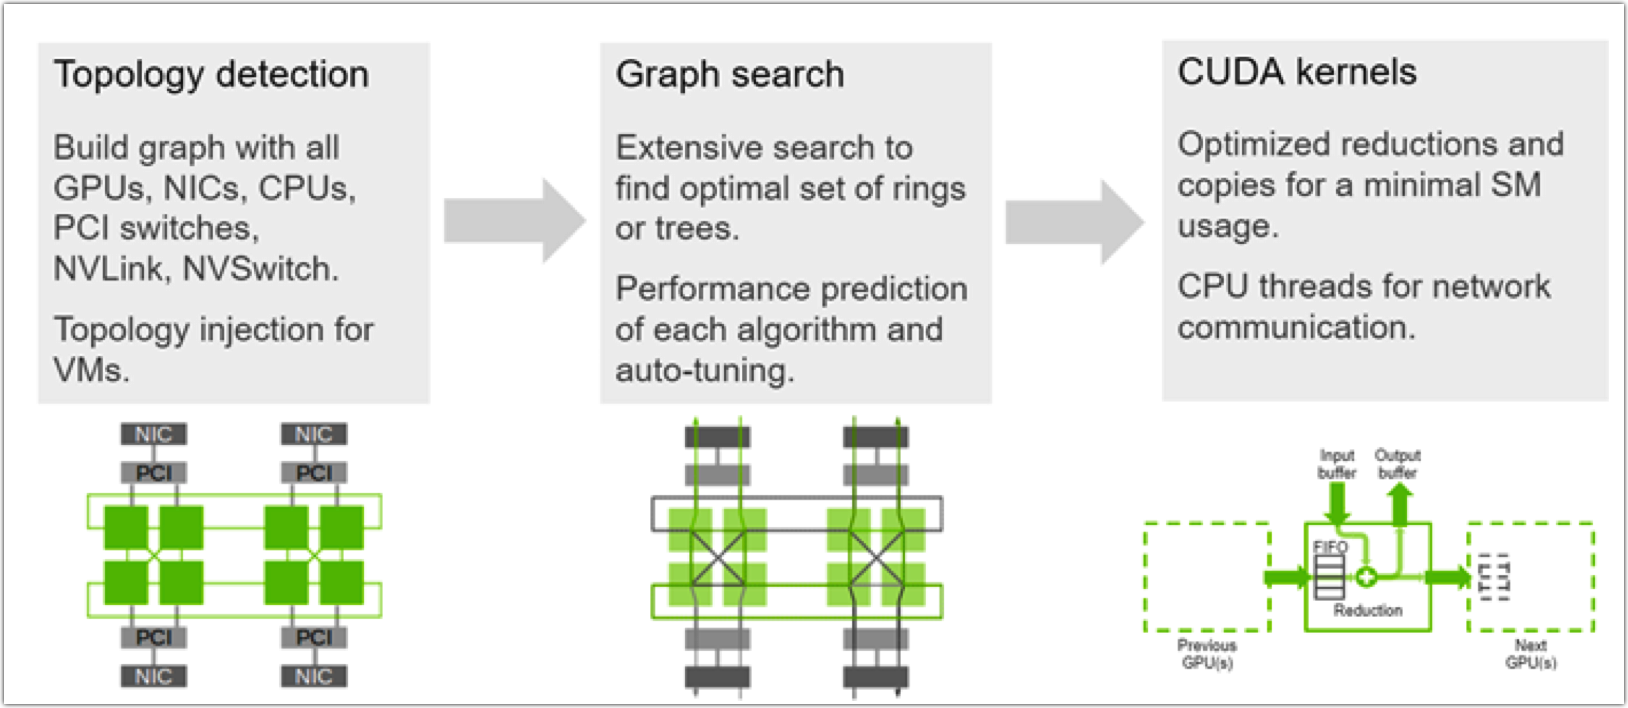 Topology detection
Build graph with all
GPUs, NICs, CPUs,
PCI switches,
NVLink, NVSwitch.
Topology injection for
VMs.
Graph search
Extensive search to
find optimal set of rings
or trees.
Performance prediction
of each algorithm and
auto-tuning.
CUDA kernels
Optimized reductions and
copies for a minimal SM
usage.
CPU threads for network
communication.
NIC
NIC
PCI
PCI
PCI
PCI
NIC
NIC
Input
buffer
Output
buffer
FIFO
Reduction
Previous
GPU(s)
Next
GPU(s)